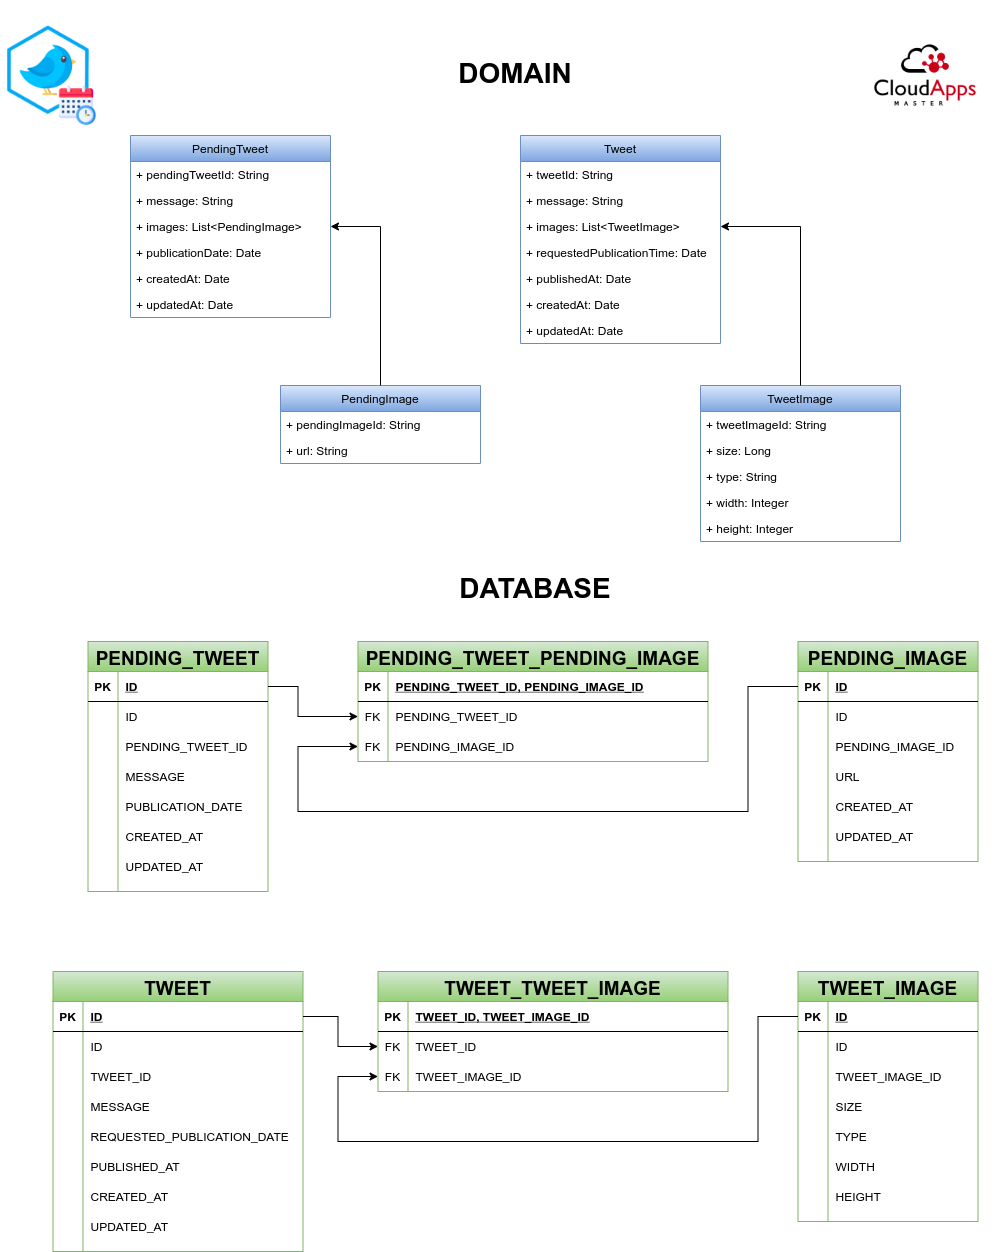 DOMAIN
CloudApps
MASTER
PendingTweet
+ pendingTweetId: String
+ message: String
+ images: List<PendingImage>
+ publicationDate: Date
+ createdAt: Date
+ updatedAt: Date
Tweet
+ tweetId: String
+ message: String
+ images: List<TweetImage>
+ requestedPublicationTime: Date
+ publishedAt: Date
+ createdAt: Date
+ updatedAt: Date
PendingImage
+ pendingImageId: String
+ url: String
TweetImage
+ tweetImageId: String
+ size: Long
+ type: String
+ width: Integer
+ height: Integer
DATABASE
PENDING_TWEET
PK ID
ID
PENDING_TWEET_ID
MESSAGE
PUBLICATION_DATE
CREATED_AT
UPDATED_AT
PENDING_TWEET_PENDING_IMAGE
PK PENDING_TWEET_ID, PENDING_IMAGE_ID
FK PENDING_TWEET_ID
FK PENDING_IMAGE_ID
PENDING_IMAGE
PK ID
ID
PENDING_IMAGE_ID
URL
CREATED_AT
UPDATED_AT
TWEET
PK ID
ID
TWEET_ID
MESSAGE
REQUESTED_PUBLICATION_DATE
PUBLISHED_AT
CREATED_AT
UPDATED_AT
TWEET_TWEET_IMAGE
PK TWEET_ID, TWEET_IMAGE_ID
FK TWEET_ID
FK TWEET_IMAGE_ID
TWEET_IMAGE
PK ID
ID
TWEET_IMAGE_ID
SIZE
TYPE
WIDTH
HEIGHT